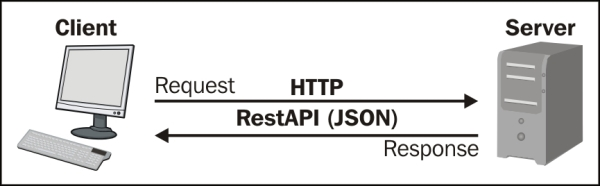 Client
Server
Request HTTP
RestAPI (JSON)
Response